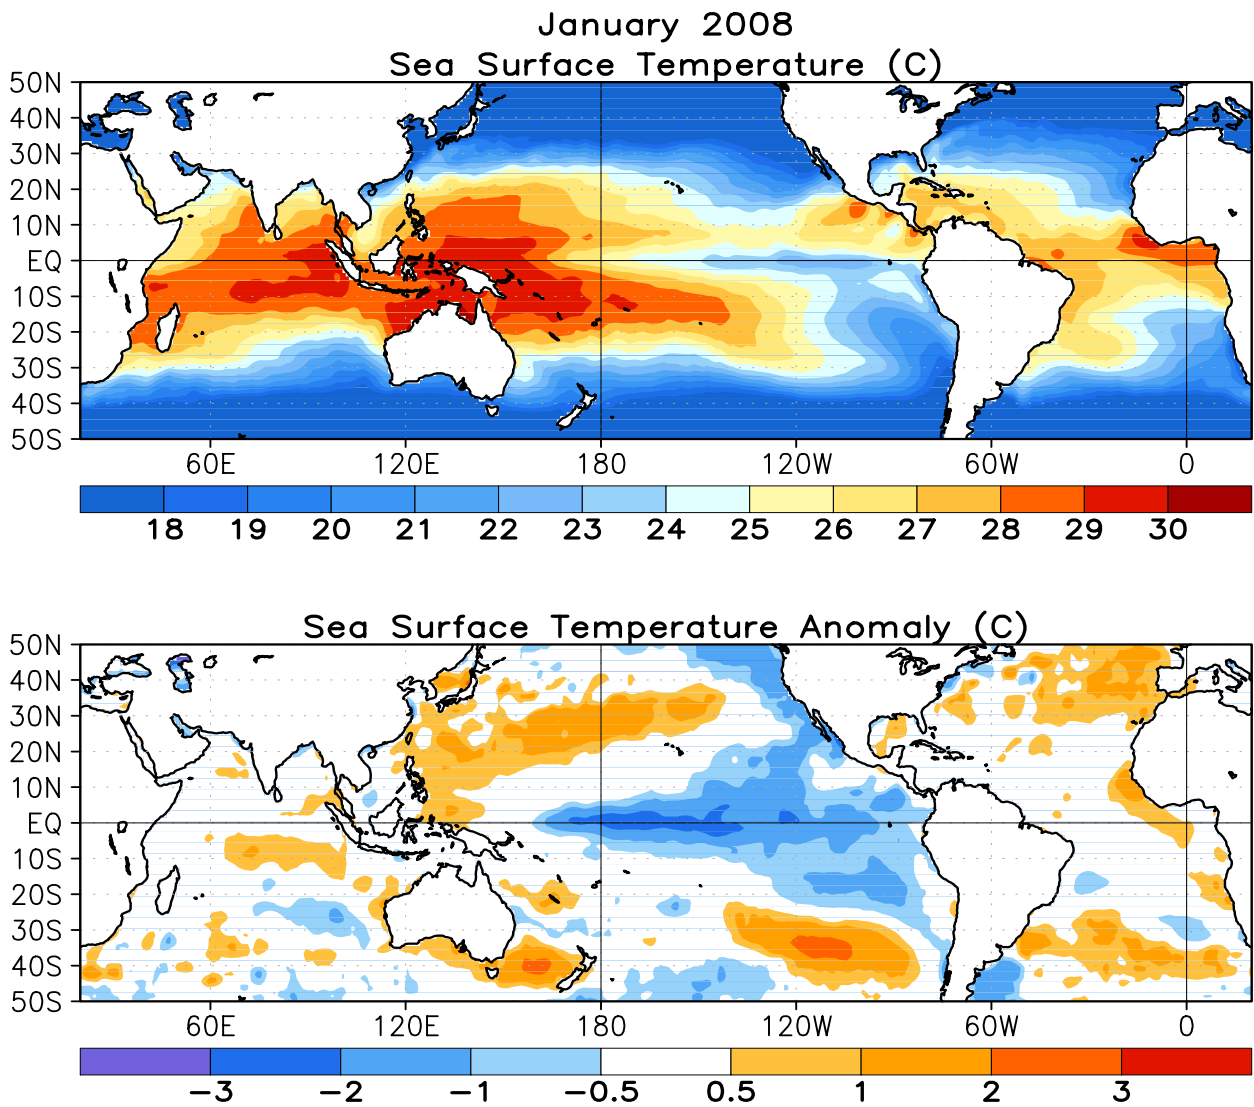 January 2008
Sea Surface Temperature (C)
50N
40N
30N
20N
10N
EQ
10S
20S
30S
40S
50S
60E 120E 180 120W 60W 0
18 19 20 21 22 23 24 25 26 27 28 29 30
Sea Surface Temperature Anomaly (C)
50N
40N
30N
20N
10N
EQ
10S
20S
30S
40S
50S
60E 120E 180 120W 60W 0
−3 −2 −1 −0.5 0.5 1 2 3